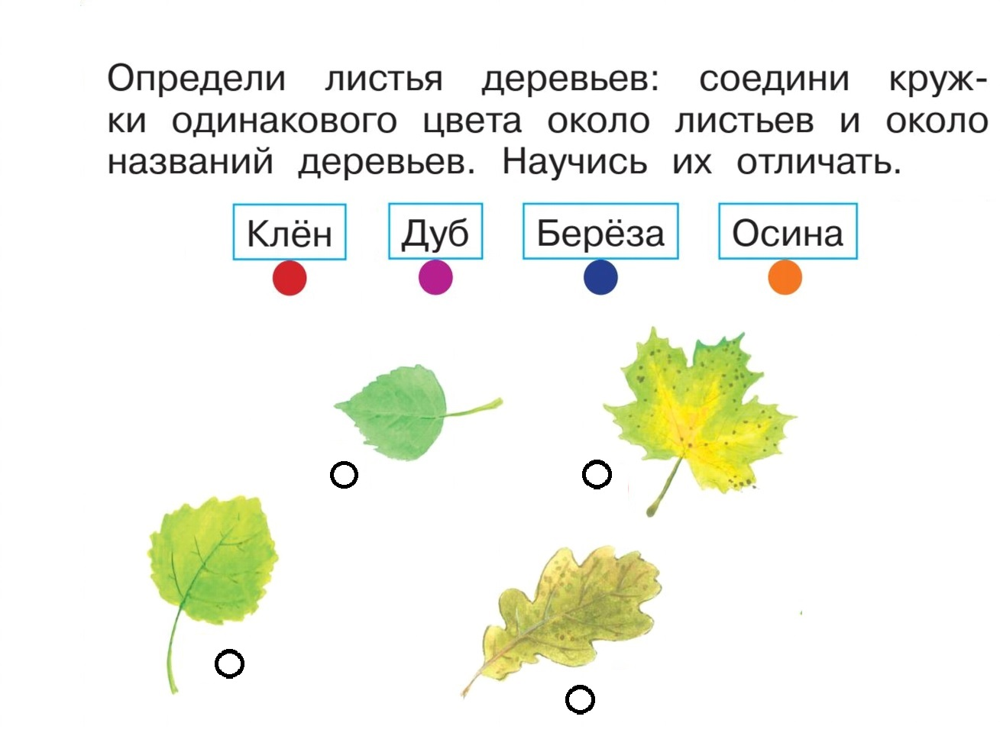 Определи листья деревьев: соедини круж-
ки одинакового цвета около листьев и около
названий деревьев. Научись их отличать.
Клён Дуб Берёза Осина